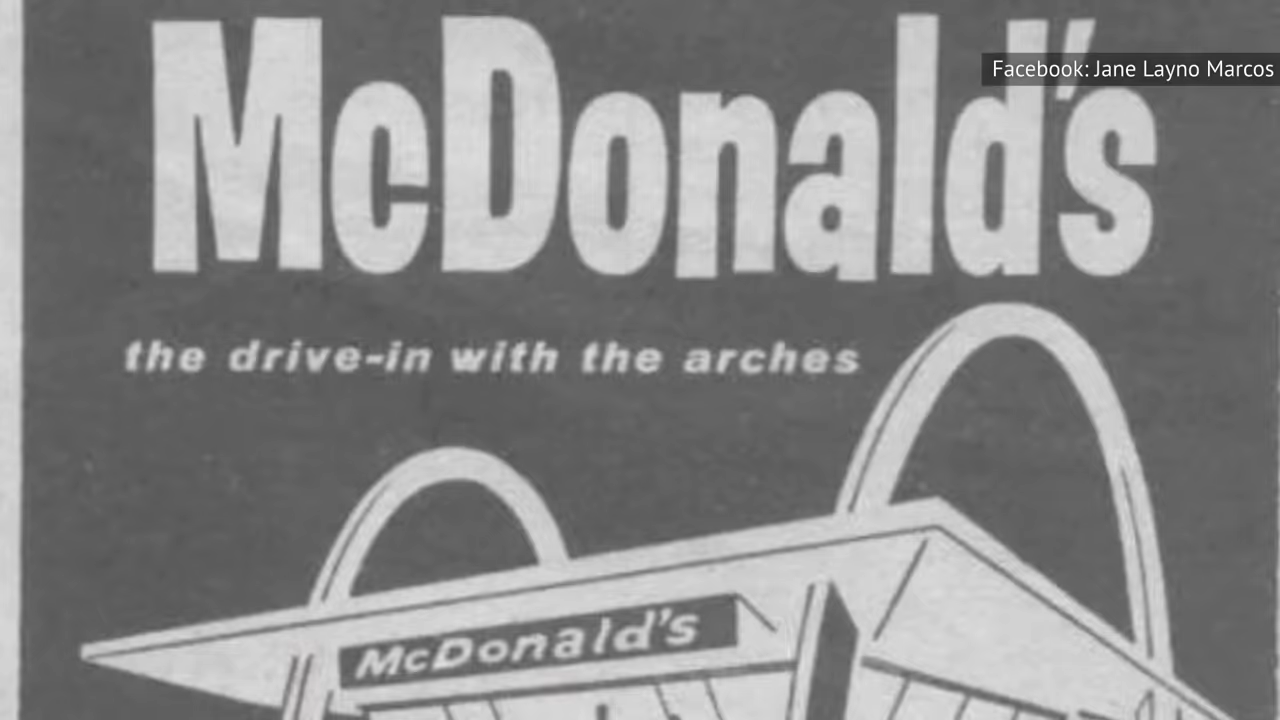 McDonald's
Facebook: Jane Layno Marcos
the drive-in with the arches
McDonald's